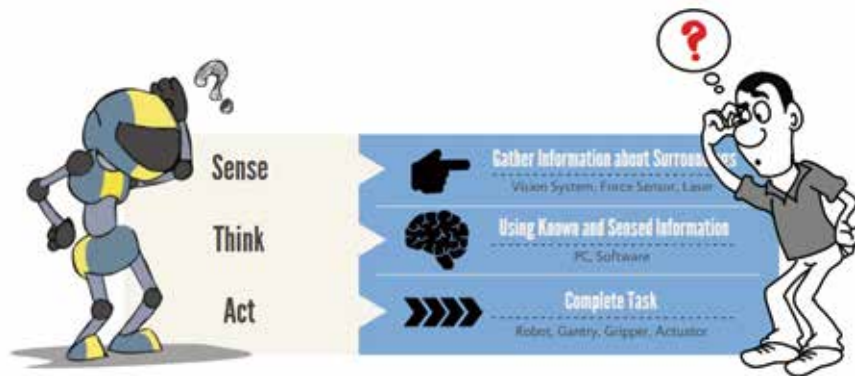 ?
?
Sense
Gather Information about Surroundings
Vision System, Force Sensor, Laser
Think
Using Known and Sensed Information
PC, Software
Act
Complete Task
Robot, Gantry, Gripper, Actuator